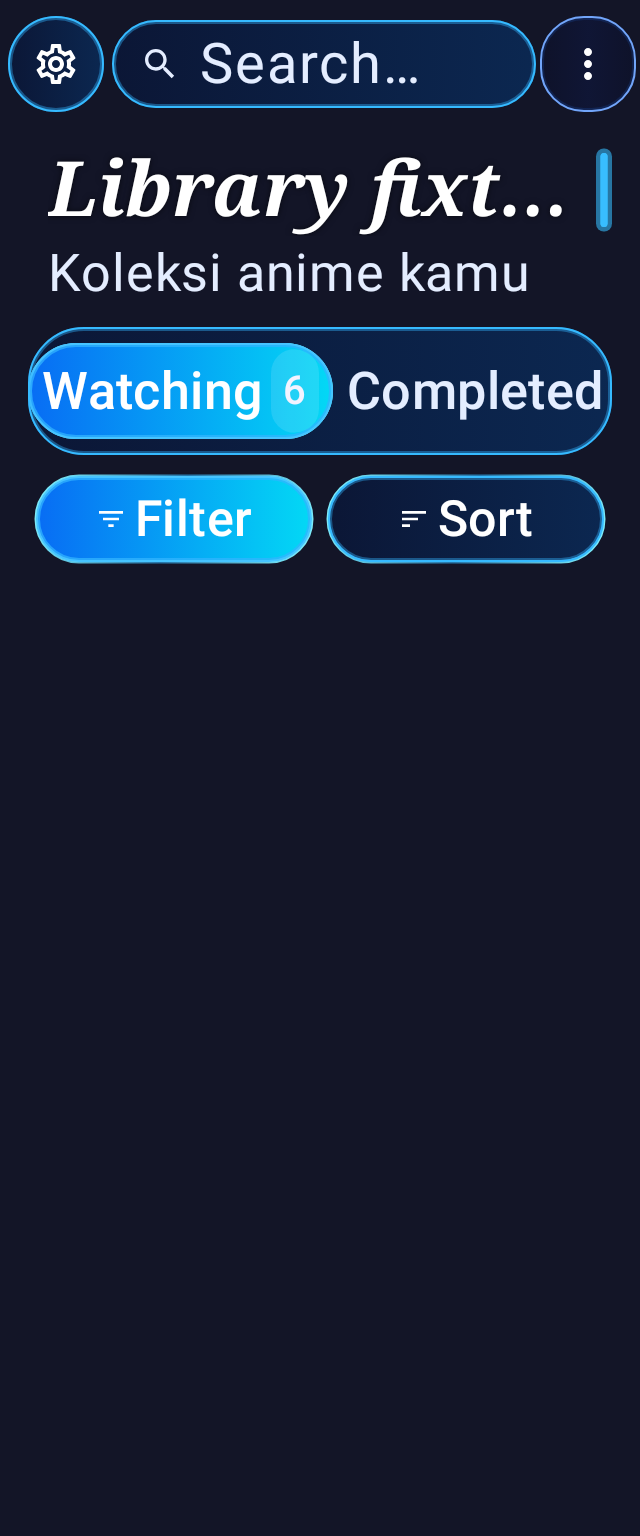 Search…
Library fixt…
Koleksi anime kamu
Watching 6 Completed
Filter Sort